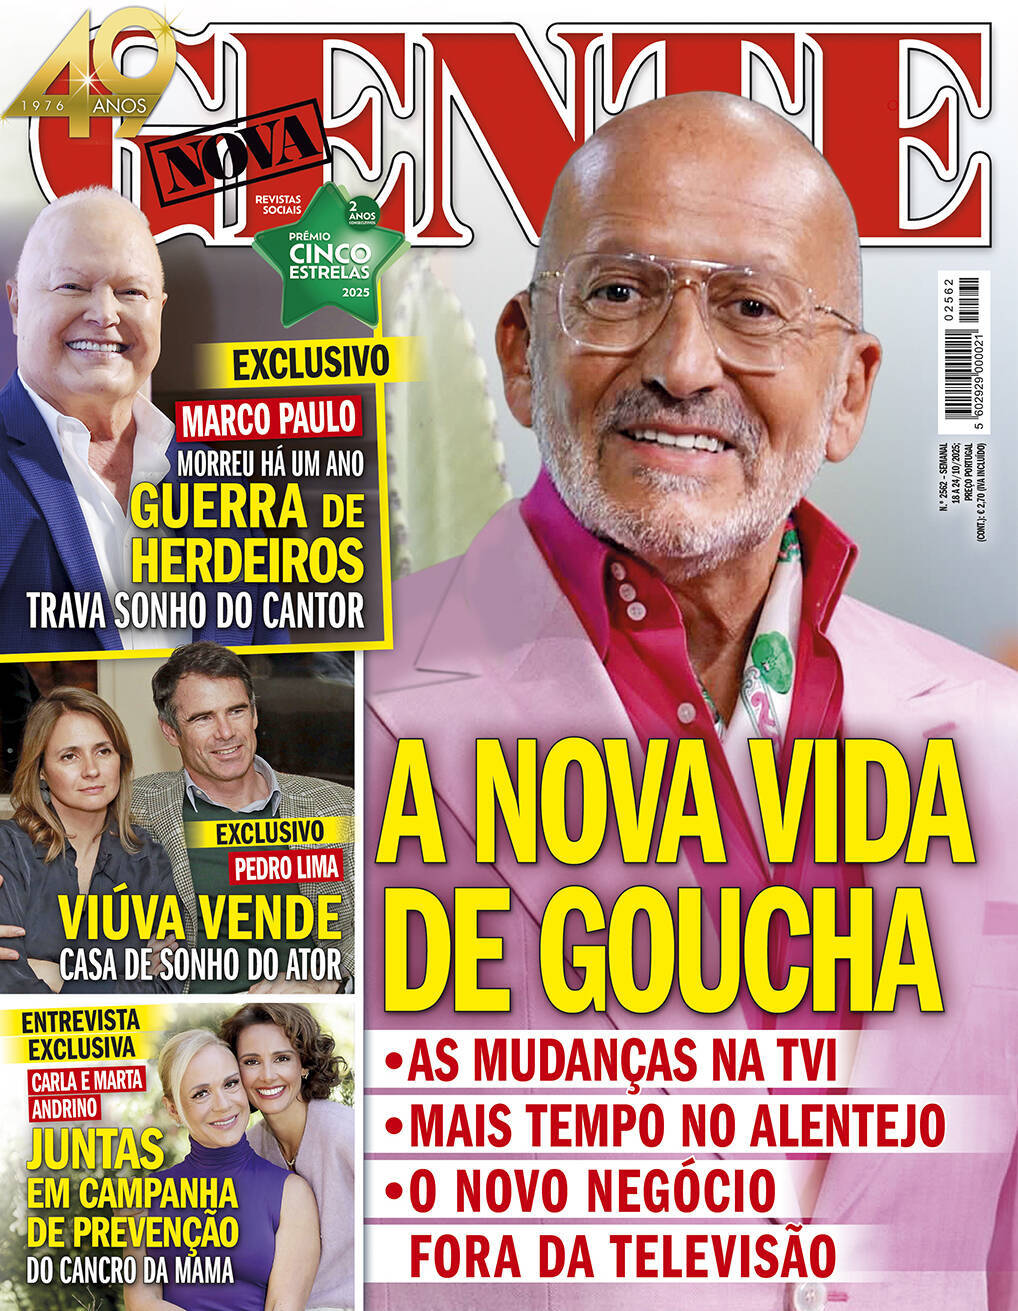 49
1976 ANOS
GENTE
NOVA
REVISTAS
SOCIAIS
2
ANOS
CONSECUTIVOS
PRÉMIO
CINCO
ESTRELAS
2025
EXCLUSIVO
MARCO PAULO
MORREU HÁ UM ANO
GUERRA DE
HERDEIROS
TRAVA SONHO DO CANTOR
02562
5 602929 000021
N.º 2562 – SEMANAL
18 A 24/10/2025;
PREÇO PORTUGAL
(CONT.): € 2,70 (IVA INCLUÍDO)
EXCLUSIVO
PEDRO LIMA
VIÚVA VENDE
CASA DE SONHO DO ATOR
ENTREVISTA
EXCLUSIVA
CARLA E MARTA
ANDRINO
JUNTAS
EM CAMPANHA
DE PREVENÇÃO
DO CANCRO DA MAMA
A NOVA VIDA
DE GOUCHA
•AS MUDANÇAS NA TVI
•MAIS TEMPO NO ALENTEJO
•O NOVO NEGÓCIO
FORA DA TELEVISÃO